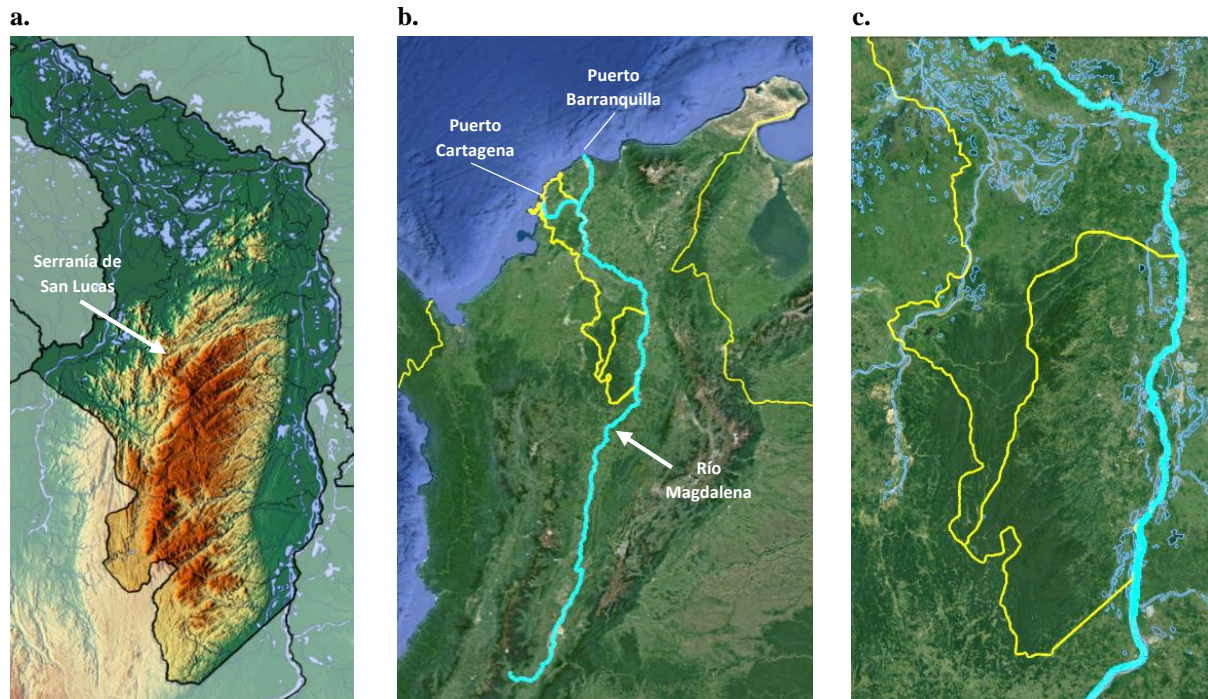 a.
b.
c.
Serranía de
San Lucas
Puerto
Barranquilla
Puerto
Cartagena
Río
Magdalena